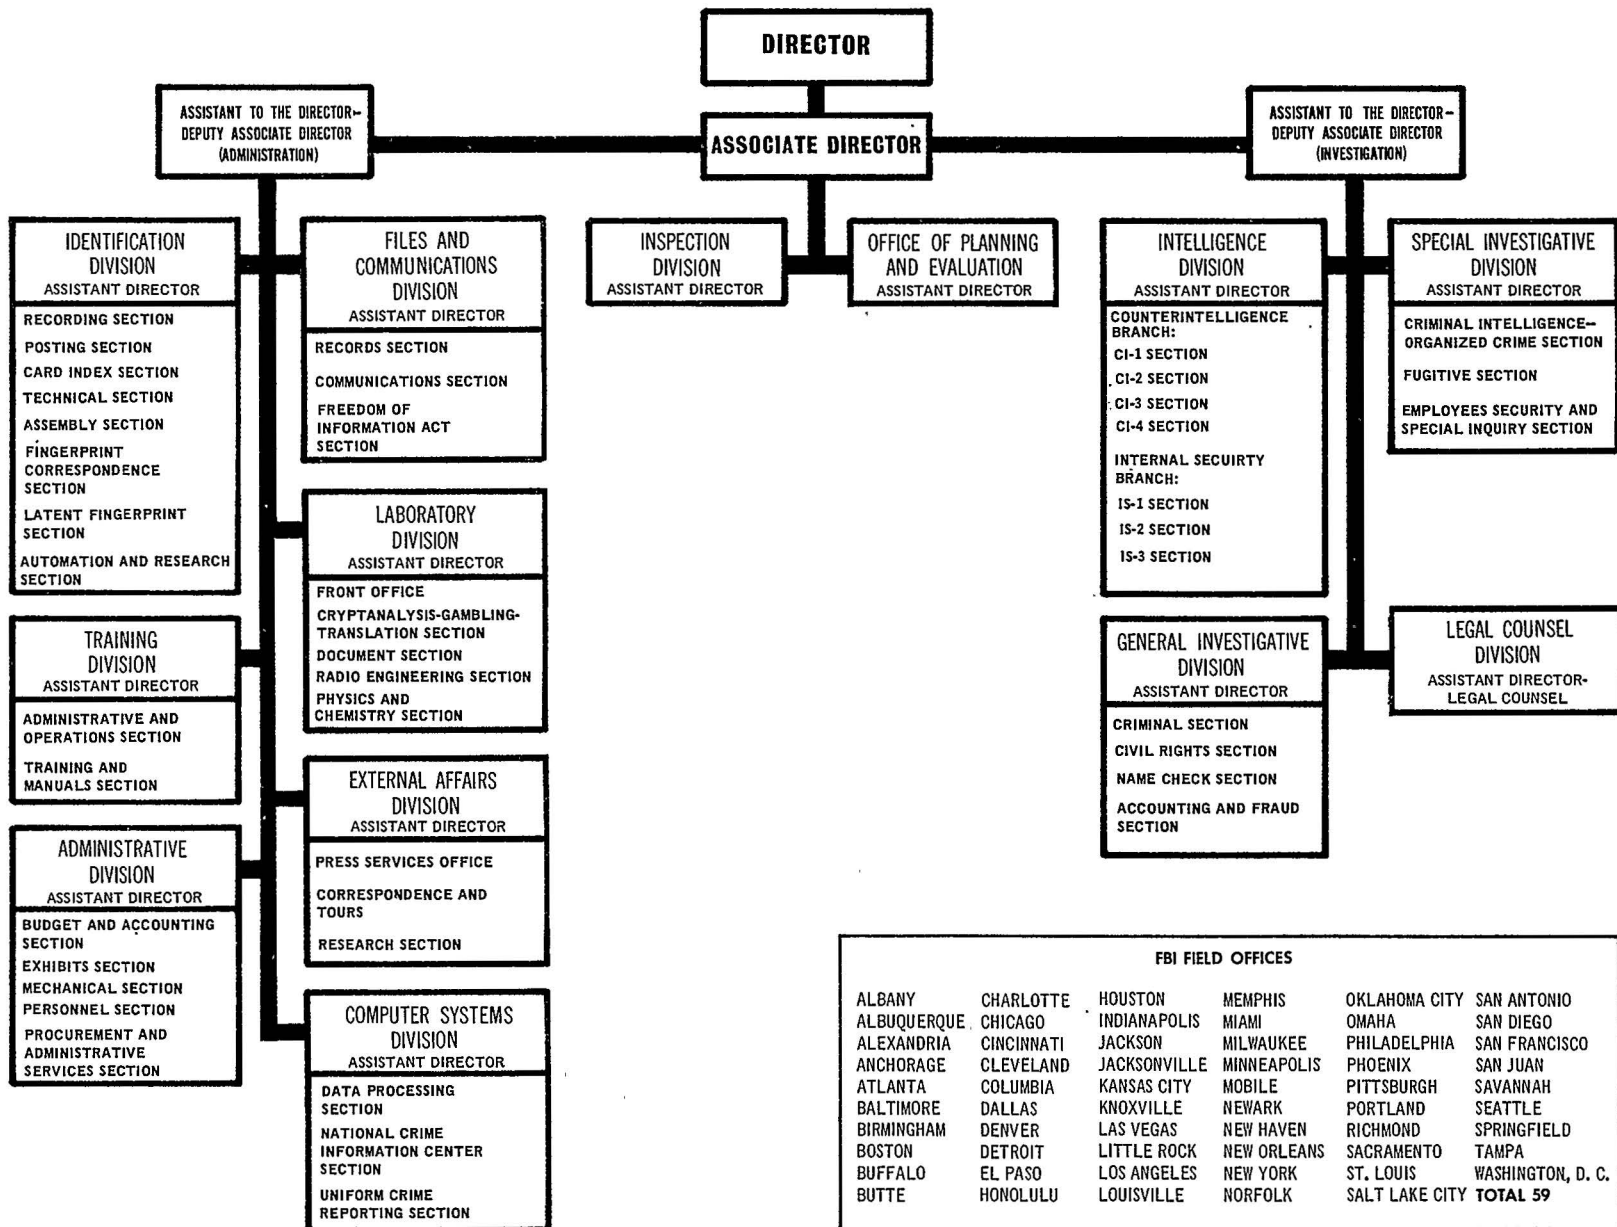 DIRECTOR
ASSISTANT TO THE DIRECTOR-
DEPUTY ASSOCIATE DIRECTOR
(ADMINISTRATION)
ASSOCIATE DIRECTOR
ASSISTANT TO THE DIRECTOR-
DEPUTY ASSOCIATE DIRECTOR
(INVESTIGATION)
IDENTIFICATION
DIVISION
ASSISTANT DIRECTOR
RECORDING SECTION
POSTING SECTION
CARD INDEX SECTION
TECHNICAL SECTION
ASSEMBLY SECTION
FINGERPRINT
CORRESPONDENCE
SECTION
LATENT FINGERPRINT
SECTION
AUTOMATION AND RESEARCH
SECTION
FILES AND
COMMUNICATIONS
DIVISION
ASSISTANT DIRECTOR
RECORDS SECTION
COMMUNICATIONS SECTION
FREEDOM OF
INFORMATION ACT
SECTION
INSPECTION
DIVISION
ASSISTANT DIRECTOR
OFFICE OF PLANNING
AND EVALUATION
ASSISTANT DIRECTOR
INTELLIGENCE
DIVISION
ASSISTANT DIRECTOR
COUNTERINTELLIGENCE
BRANCH:
CI-1 SECTION
CI-2 SECTION
CI-3 SECTION
CI-4 SECTION
INTERNAL SECUIRTY
BRANCH:
IS-1 SECTION
IS-2 SECTION
IS-3 SECTION
SPECIAL INVESTIGATIVE
DIVISION
ASSISTANT DIRECTOR
CRIMINAL INTELLIGENCE-
ORGANIZED CRIME SECTION
FUGITIVE SECTION
EMPLOYEES SECURITY AND
SPECIAL INQUIRY SECTION
LABORATORY
DIVISION
ASSISTANT DIRECTOR
FRONT OFFICE
CRYPTANALYSIS-GAMBLING-
TRANSLATION SECTION
DOCUMENT SECTION
RADIO ENGINEERING SECTION
PHYSICS AND
CHEMISTRY SECTION
TRAINING
DIVISION
ASSISTANT DIRECTOR
ADMINISTRATIVE AND
OPERATIONS SECTION
TRAINING AND
MANUALS SECTION
GENERAL INVESTIGATIVE
DIVISION
ASSISTANT DIRECTOR
CRIMINAL SECTION
CIVIL RIGHTS SECTION
NAME CHECK SECTION
ACCOUNTING AND FRAUD
SECTION
LEGAL COUNSEL
DIVISION
ASSISTANT DIRECTOR-
LEGAL COUNSEL
EXTERNAL AFFAIRS
DIVISION
ASSISTANT DIRECTOR
PRESS SERVICES OFFICE
CORRESPONDENCE AND
TOURS
RESEARCH SECTION
ADMINISTRATIVE
DIVISION
ASSISTANT DIRECTOR
BUDGET AND ACCOUNTING
SECTION
EXHIBITS SECTION
MECHANICAL SECTION
PERSONNEL SECTION
PROCUREMENT AND
ADMINISTRATIVE
SERVICES SECTION
COMPUTER SYSTEMS
DIVISION
ASSISTANT DIRECTOR
DATA PROCESSING
SECTION
NATIONAL CRIME
INFORMATION CENTER
SECTION
UNIFORM CRIME
REPORTING SECTION
FBI FIELD OFFICES
ALBANY CHARLOTTE HOUSTON MEMPHIS OKLAHOMA CITY SAN ANTONIO
ALBUQUERQUE CHICAGO INDIANAPOLIS MIAMI OMAHA SAN DIEGO
ALEXANDRIA CINCINNATI JACKSON MILWAUKEE PHILADELPHIA SAN FRANCISCO
ANCHORAGE CLEVELAND JACKSONVILLE MINNEAPOLIS PHOENIX SAN JUAN
ATLANTA COLUMBIA KANSAS CITY MOBILE PITTSBURGH SAVANNAH
BALTIMORE DALLAS KNOXVILLE NEWARK PORTLAND SEATTLE
BIRMINGHAM DENVER LAS VEGAS NEW HAVEN RICHMOND SPRINGFIELD
BOSTON DETROIT LITTLE ROCK NEW ORLEANS SACRAMENTO TAMPA
BUFFALO EL PASO LOS ANGELES NEW YORK ST. LOUIS WASHINGTON, D. C.
BUTTE HONOLULU LOUISVILLE NORFOLK SALT LAKE CITY TOTAL 59